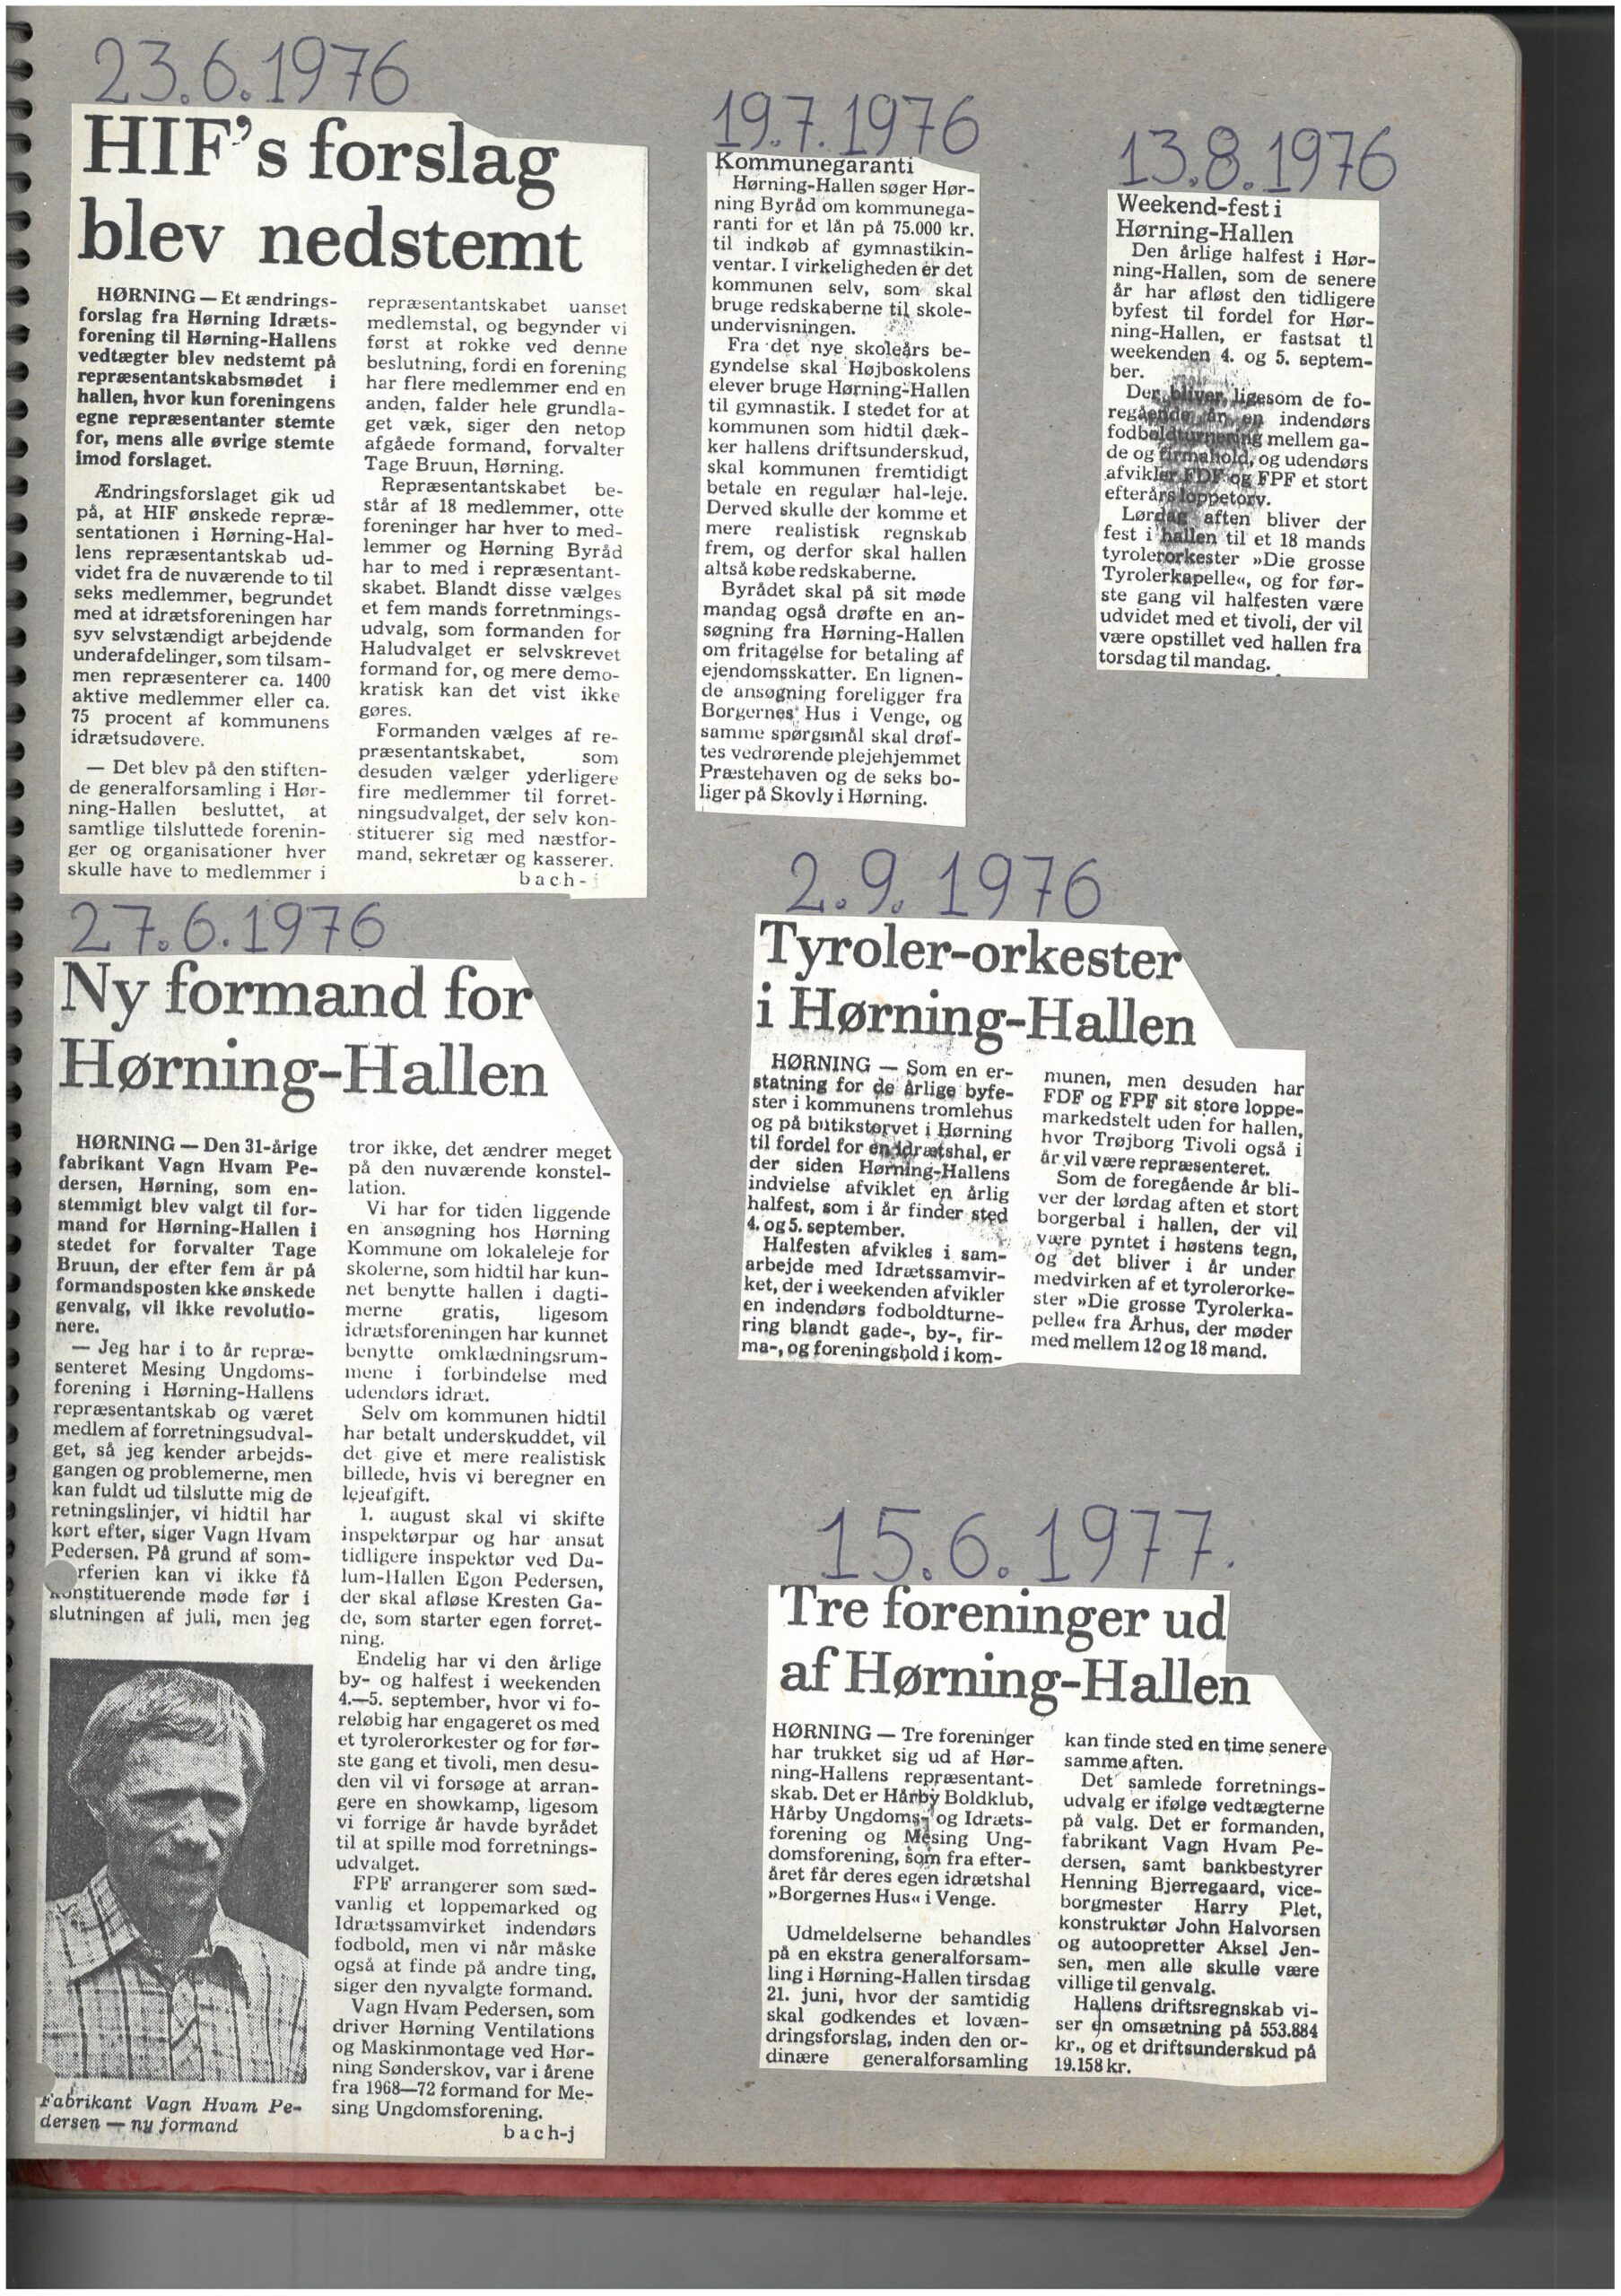 23.6.1976
HIF's forslag
blev nedstemt
HØRNING — Et ændrings-
forslag fra Hørning Idræts-
forening til Hørning-Hallens
vedtægter blev nedstemt på
repræsentantskabsmødet i
hallen, hvor kun foreningens
egne repræsentanter stemte
for, mens alle øvrige stemte
imod forslaget.
Ændringsforslaget gik ud
på, at HIF ønskede repræ-
sentationen i Hørning-Hal-
lens repræsentantskab ud-
videt fra de nuværende to til
seks medlemmer, begrundet
med at idrætsforeningen har
syv selvstændigt arbejdende
underafdelinger, som tilsam-
men repræsenterer ca. 1400
aktive medlemmer eller ca.
75 procent af kommunens
idrætsudøvere.
— Det blev på den stiften-
de generalforsamling i Hør-
ning-Hallen besluttet, at
samtlige tilsluttede forenin-
ger og organisationer hver
skulle have to medlemmer i
repræsentantskabet uanset
medlemstal, og begynder vi
først at rokke ved denne
beslutning, fordi en forening
har flere medlemmer end en
anden, falder hele grundla-
get væk, siger den netop
afgåede formand, forvalter
Tage Bruun, Hørning.
Repræsentantskabet be-
står af 18 medlemmer, otte
foreninger har hver to med-
lemmer og Hørning Byråd
har to med i repræsentant-
skabet. Blandt disse vælges
et fem mands forretnmings-
udvalg, som formanden for
Haludvalget er selvskrevet
formand for, og mere demo-
kratisk kan det vist ikke
gøres.
Formanden vælges af re-
præsentantskabet, som
desuden vælger yderligere
fire medlemmer til forret-
ningsudvalget, der selv kon-
stituerer sig med næstfor-
mand, sekretær og kasserer.
bach-j
27.6.1976
Ny formand for
Hørning-Hallen
HØRNING — Den 31-årige
fabrikant Vagn Hvam Pe-
dersen, Hørning, som en-
stemmigt blev valgt til for-
mand for Hørning-Hallen i
stedet for forvalter Tage
Bruun, der efter fem år på
formandsposten kke ønskede
genvalg, vil ikke revolutio-
nere.
— Jeg har i to år repræ-
senteret Mesing Ungdoms-
forening i Hørning-Hallens
repræsentantskab og været
medlem af forretningsudval-
get, så jeg kender arbejds-
gangen og problemerne, men
kan fuldt ud tilslutte mig de
retningslinjer, vi hidtil har
kørt efter, siger Vagn Hvam
Pedersen. På grund af som-
rferien kan vi ikke få
konstituerende møde før i
slutningen af juli, men jeg
Fabrikant Vagn Hvam Pe-
dersen — ny formand
tror ikke, det ændrer meget
på den nuværende konstel-
lation.
Vi har for tiden liggende
en ansøgning hos Hørning
Kommune om lokaleleje for
skolerne, som hidtil har kun-
net benytte hallen i dagti-
merne gratis, ligesom
idrætsforeningen har kunnet
benytte omklædningsrum-
mene i forbindelse med
udendørs idræt.
Selv om kommunen hidtil
har betalt underskuddet, vil
det give et mere realistisk
billede, hvis vi beregner en
lejeafgift.
1. august skal vi skifte
inspektørpar og har ansat
tidligere inspektør ved Da-
lum-Hallen Egon Pedersen,
der skal afløse Kresten Ga-
de, som starter egen forret-
ning.
Endelig har vi den årlige
by- og halfest i weekenden
4.—5. september, hvor vi fo-
reløbig har engageret os med
et tyrolerorkester og for før-
ste gang et tivoli, men desu-
den vil vi forsøge at arran-
gere en showkamp, ligesom
vi forrige år havde byrådet
til at spille mod forretnings-
udvalget.
FPF arrangerer som sæd-
vanlig et loppemarked og
Idrætssamvirket indendørs
fodbold, men vi når måske
også at finde på andre ting,
siger den nyvalgte formand.
Vagn Hvam Pedersen, som
driver Hørning Ventilations
og Maskinmontage ved Hør-
ning Sønderskov, var i årene
fra 1968—72 formand for Me-
sing Ungdomsforening.
bach-j
19.7.1976
Kommunegaranti
Hørning-Hallen søger Hør-
ning Byråd om kommunega-
ranti for et lån på 75.000 kr.
til indkøb af gymnastikin-
ventar. I virkeligheden er det
kommunen selv, som skal
bruge redskaberne til skole-
undervisningen.
Fra det nye skoleårs be-
gyndelse skal Højboskolens
elever bruge Hørning-Hallen
til gymnastik. I stedet for at
kommunen som hidtil dæk-
ker hallens driftsunderskud,
skal kommunen fremtidigt
betale en regulær hal-leje.
Derved skulle der komme et
mere realistisk regnskab
frem, og derfor skal hallen
altså købe redskaberne.
Byrådet skal på sit møde
mandag også drøfte en an-
søgning fra Hørning-Hallen
om fritagelse for betaling af
ejendomsskatter. En lignen-
de ansøgning foreligger fra
Borgernes Hus i Venge, og
samme spørgsmål skal drøf-
tes vedrørende plejehjemmet
Præstehaven og de seks bo-
liger på Skovly i Hørning.
13.8.1976
Weekend-fest i
Hørning-Hallen
Den årlige halfest i Hør-
ning-Hallen, som de senere
år har afløst den tidligere
byfest til fordel for Hør-
ning-Hallen, er fastsat tl
weekenden 4. og 5. septem-
ber.
Der bliver ligesom de fo-
regående år en indendørs
fodboldturnering mellem ga-
de og firmahold, og udendørs
afvikler FDF og FPF et stort
efterårs loppetorv.
Lørdag aften bliver der
fest i hallen til et 18 mands
tyrolerorkester »Die grosse
Tyrolerkapelle«, og for før-
ste gang vil halfesten være
udvidet med et tivoli, der vil
være opstillet ved hallen fra
torsdag til mandag.
2.9.1976
Tyroler-orkester
i Hørning-Hallen
HØRNING — Som en er-
statning for de årlige byfe-
ster i kommunens tromlehus
og på butikstorvet i Hørning
til fordel for en idrætshal, er
der siden Hørning-Hallens
indvielse afviklet en årlig
halfest, som i år finder sted
4. og 5. september.
Halfesten afvikles i sam-
arbejde med Idrætssamvir-
ket, der i weekenden afvikler
en indendørs fodboldturne-
ring blandt gade-, by-, fir-
ma-, og foreningshold i kom-
munen, men desuden har
FDF og FPF sit store loppe-
markedstelt uden for hallen,
hvor Trøjborg Tivoli også i
år vil være repræsenteret.
Som de foregående år bli-
ver der lørdag aften et stort
borgerbal i hallen, der vil
være pyntet i høstens tegn,
og det bliver i år under
medvirken af et tyrolerorke-
ster »Die grosse Tyrolerka-
pelle« fra Århus, der møder
med mellem 12 og 18 mand.
15.6.1977.
Tre foreninger ud
af Hørning-Hallen
HØRNING — Tre foreninger
har trukket sig ud af Hør-
ning-Hallens repræsentant-
skab. Det er Hårby Boldklub,
Hårby Ungdoms- og Idræts-
forening og Mesing Ung-
domsforening, som fra efter-
året får deres egen idrætshal
»Borgernes Hus« i Venge.
Udmeldelserne behandles
på en ekstra generalforsam-
ling i Hørning-Hallen tirsdag
21. juni, hvor der samtidig
skal godkendes et lovæn-
dringsforslag, inden den or-
dinære generalforsamling
kan finde sted en time senere
samme aften.
Det samlede forretnings-
udvalg er ifølge vedtægterne
på valg. Det er formanden,
fabrikant Vagn Hvam Pe-
dersen, samt bankbestyrer
Henning Bjerregaard, vice-
borgmester Harry Plet,
konstruktør John Halvorsen
og autoopretter Aksel Jen-
sen, men alle skulle være
villige til genvalg.
Hallens driftsregnskab vi-
ser en omsætning på 553.884
kr., og et driftsunderskud på
19.158 kr.